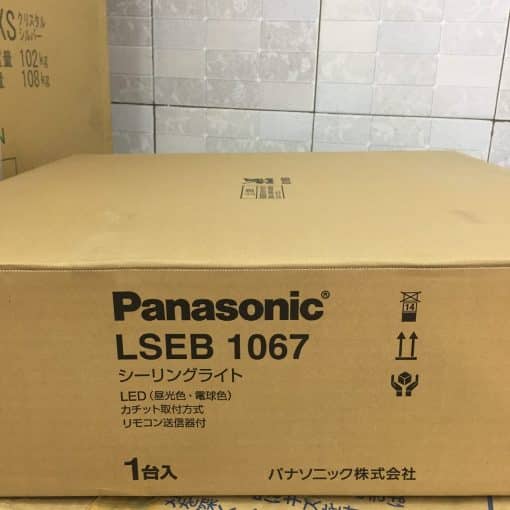 XS クリスタル
シルバー
量 102kg
量 108kg
N
Panasonic®
LSEB 1067
シーリングライト
LED(昼光色・電球色)
カチット取付方式
リモコン送信器付
1台入
パナソニック株式会社
14